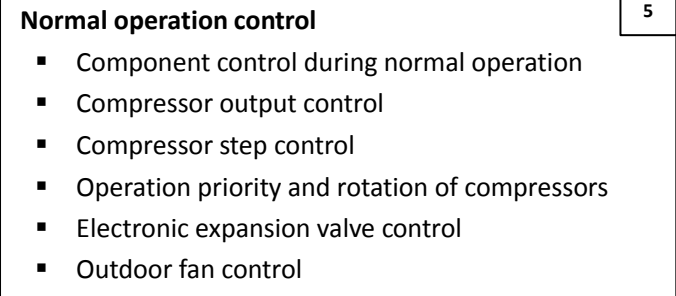 Normal operation control
5
▪ Component control during normal operation
▪ Compressor output control
▪ Compressor step control
▪ Operation priority and rotation of compressors
▪ Electronic expansion valve control
▪ Outdoor fan control